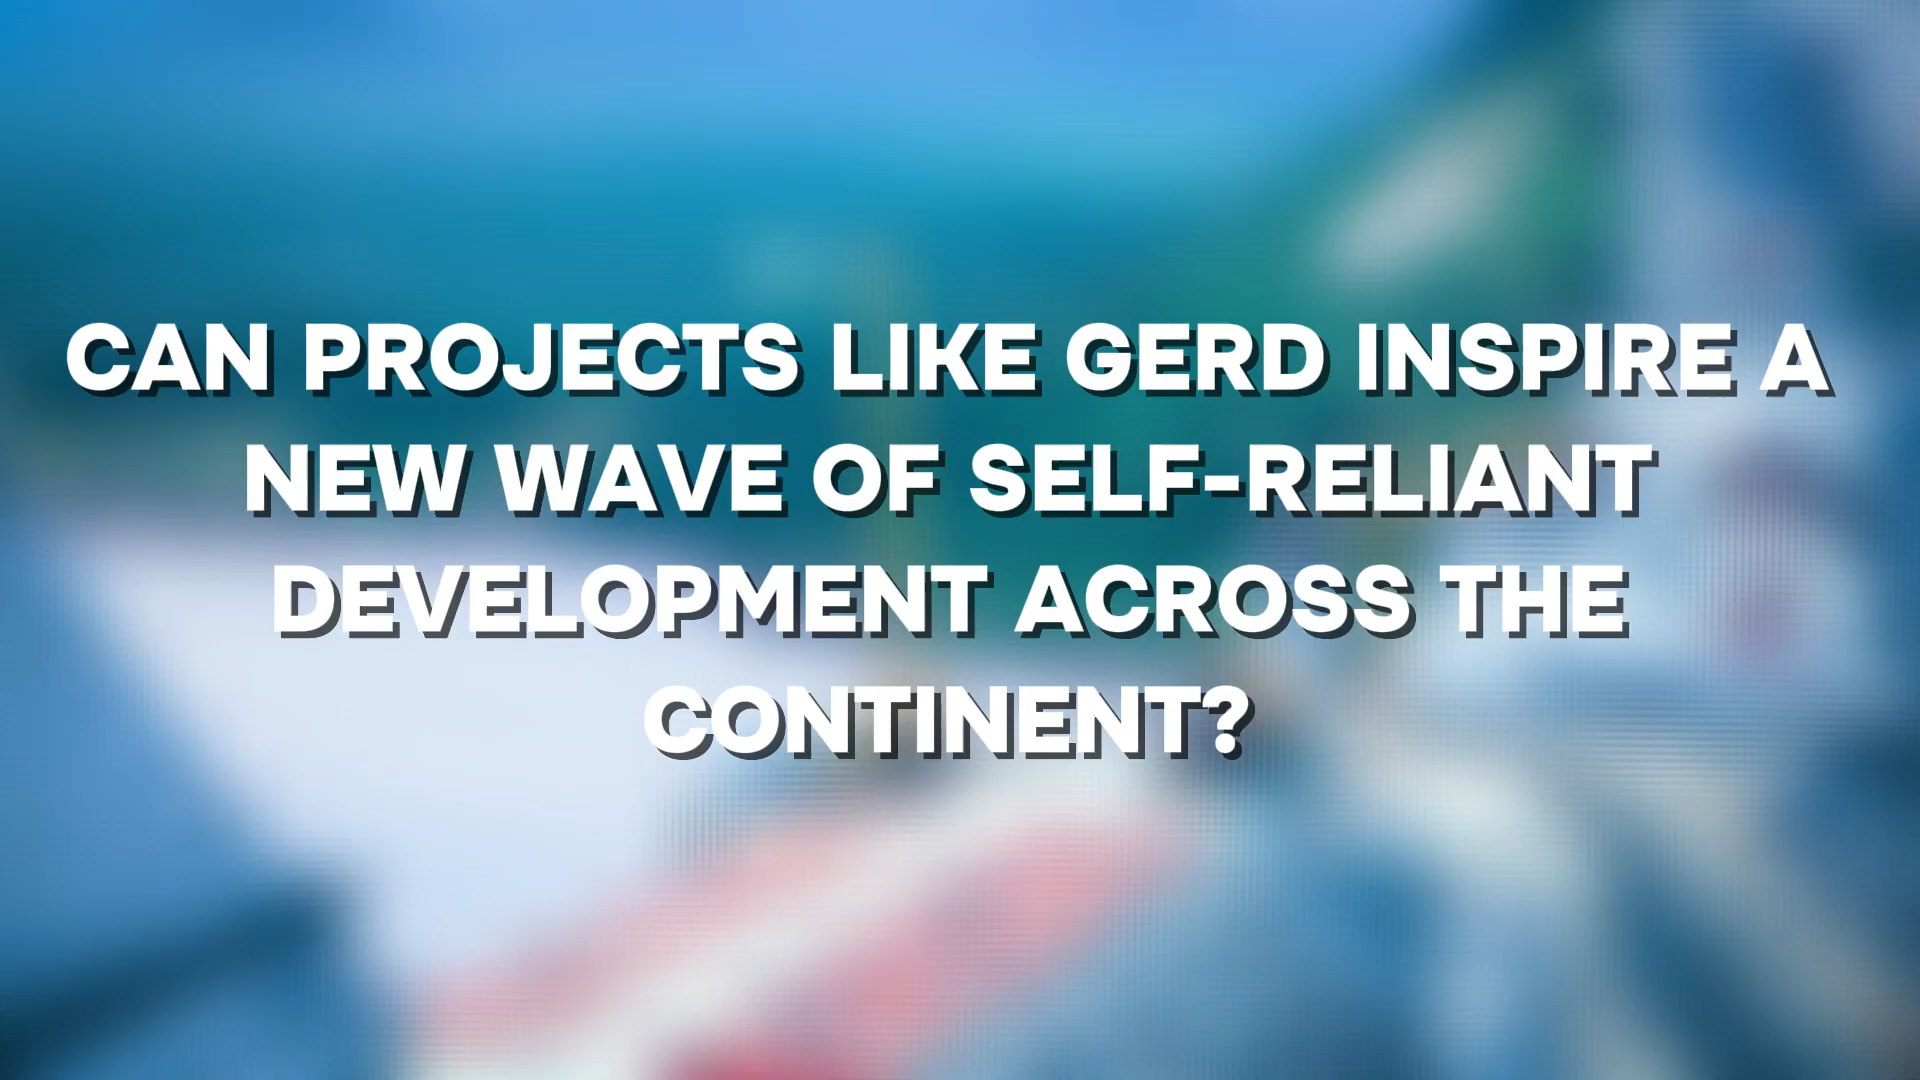 CAN PROJECTS LIKE GERD INSPIRE A
NEW WAVE OF SELF-RELIANT
DEVELOPMENT ACROSS THE
CONTINENT?